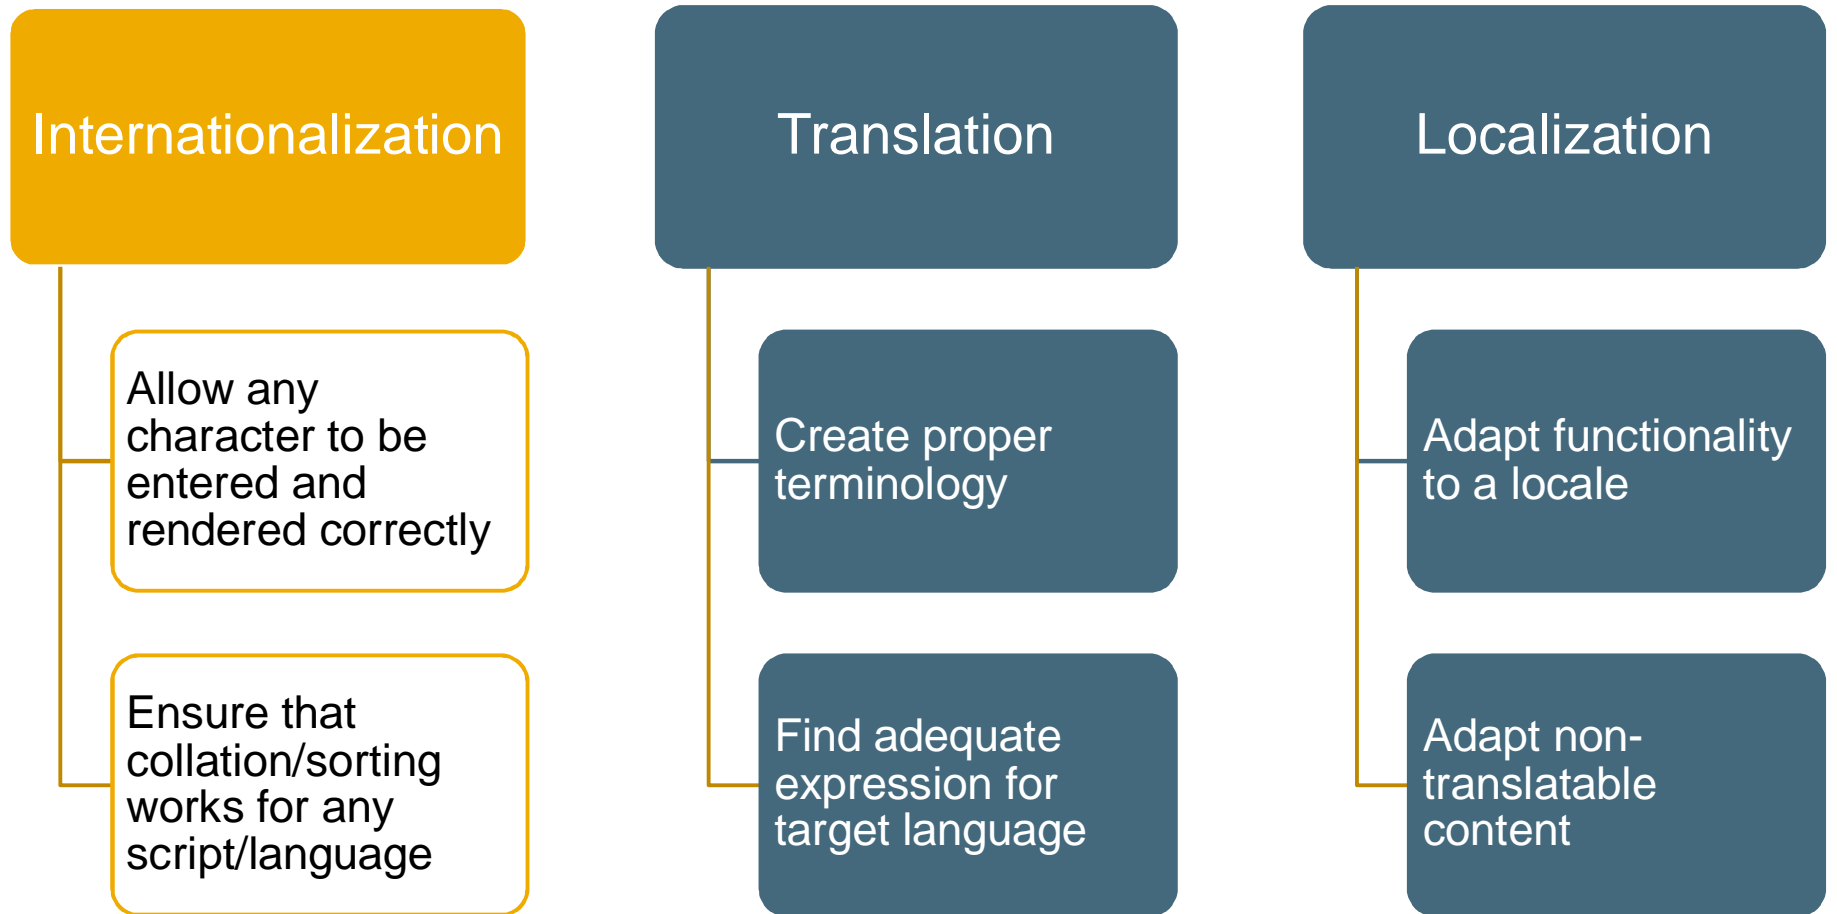 Internationalization
Allow any
character to be
entered and
rendered correctly
Ensure that
collation/sorting
works for any
script/language
Translation
Create proper
terminology
Find adequate
expression for
target language
Localization
Adapt functionality
to a locale
Adapt non-
translatable
content